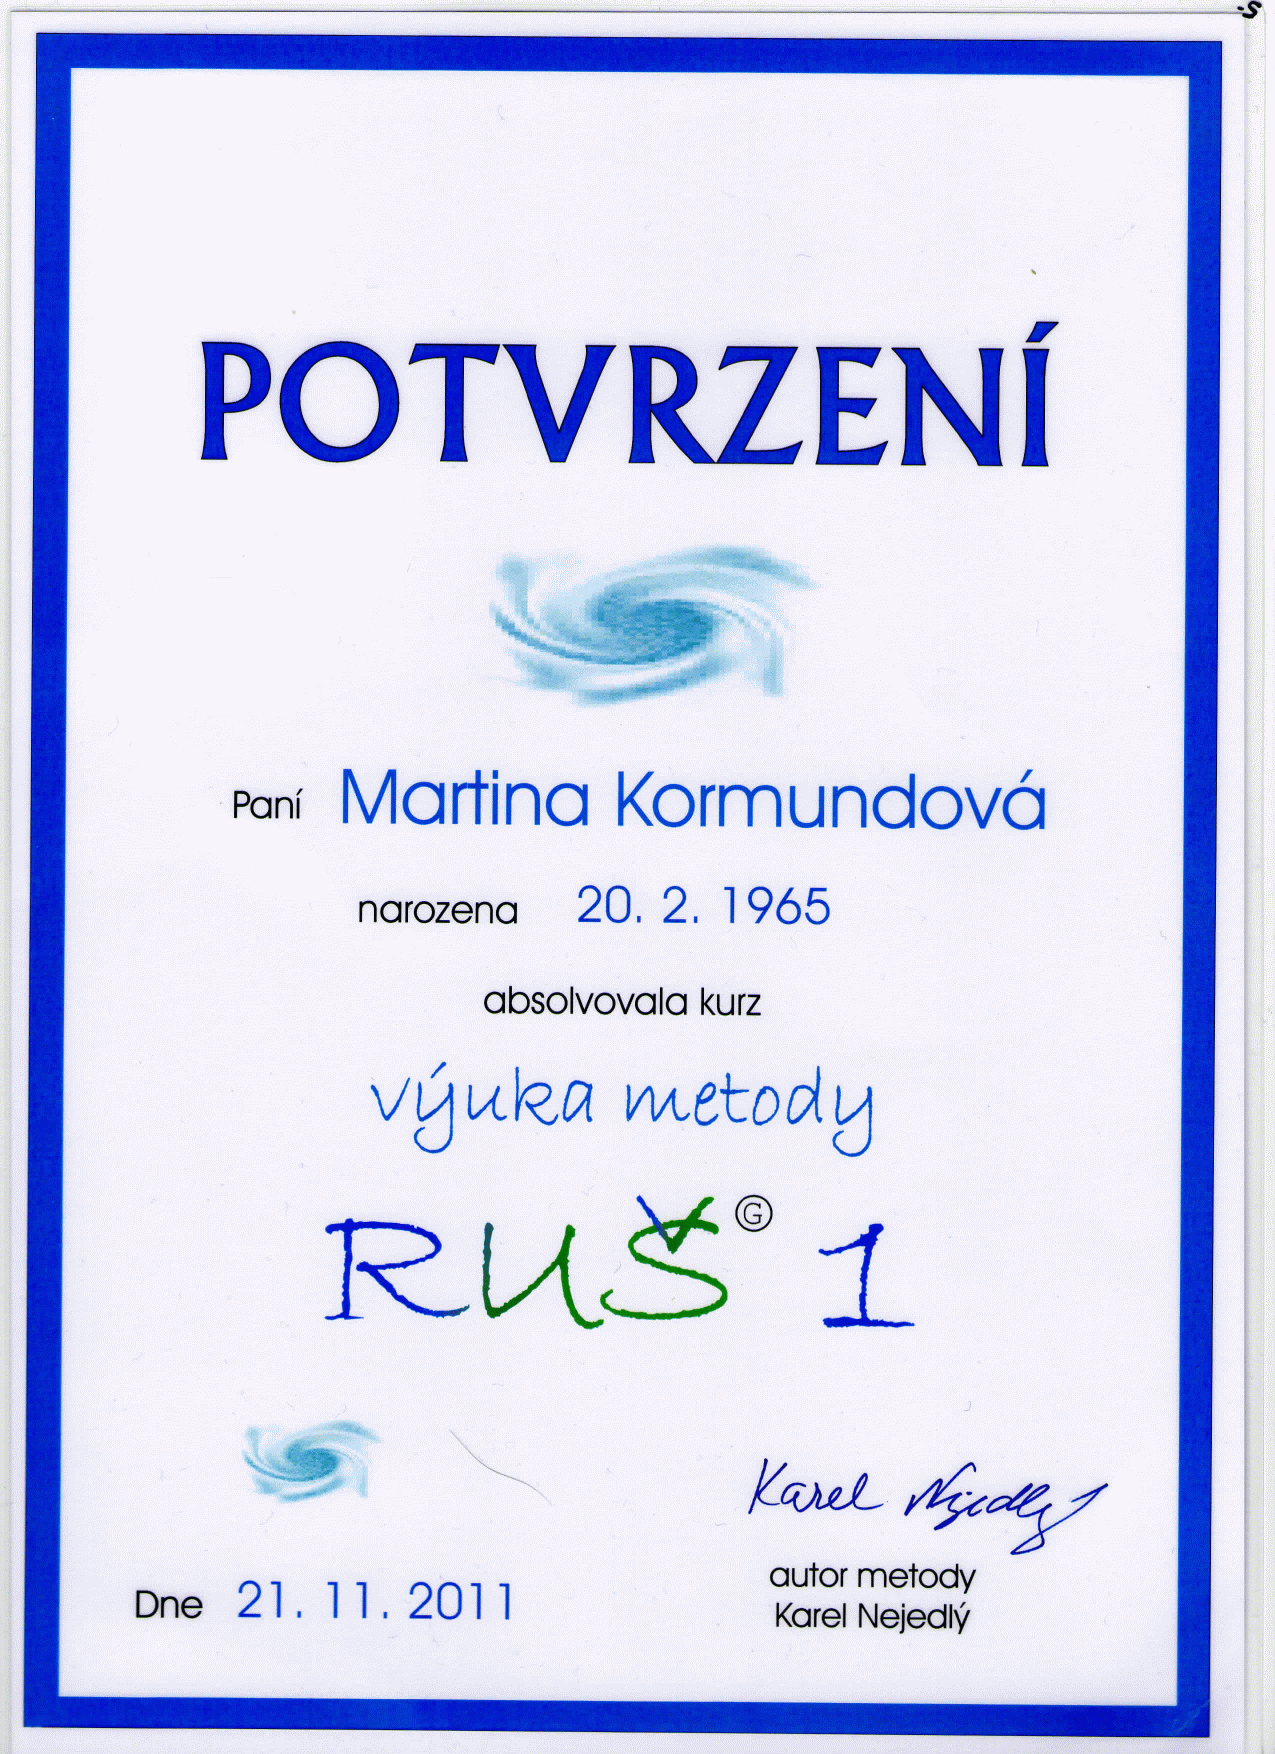 POTVRZENÍ
Paní Martina Kormundová
narozena 20. 2. 1965
absolvovala kurz
výuka metody
RUŠ Ⓖ 1
Karel Nejedlý
autor metody
Karel Nejedlý
Dne 21. 11. 2011